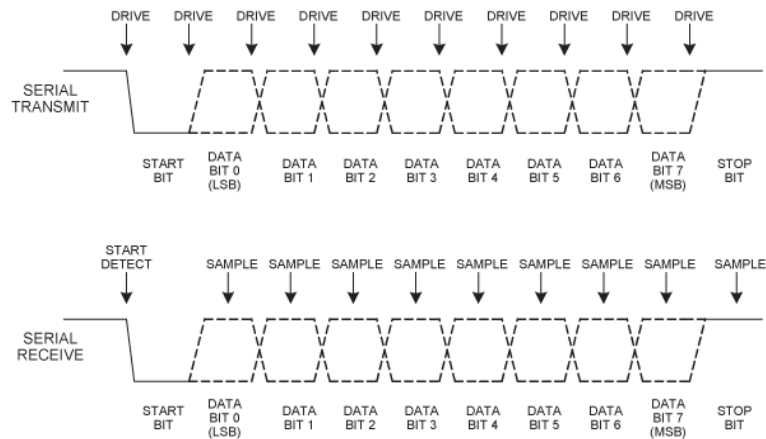 DRIVE DRIVE DRIVE DRIVE DRIVE DRIVE DRIVE DRIVE DRIVE DRIVE
SERIAL
TRANSMIT
START
BIT
DATA
BIT 0
(LSB)
DATA
BIT 1
DATA
BIT 2
DATA
BIT 3
DATA
BIT 4
DATA
BIT 5
DATA
BIT 6
DATA
BIT 7
(MSB)
STOP
BIT
START
DETECT
SAMPLE SAMPLE SAMPLE SAMPLE SAMPLE SAMPLE SAMPLE SAMPLE SAMPLE
SERIAL
RECEIVE
START
BIT
DATA
BIT 0
(LSB)
DATA
BIT 1
DATA
BIT 2
DATA
BIT 3
DATA
BIT 4
DATA
BIT 5
DATA
BIT 6
DATA
BIT 7
(MSB)
STOP
BIT